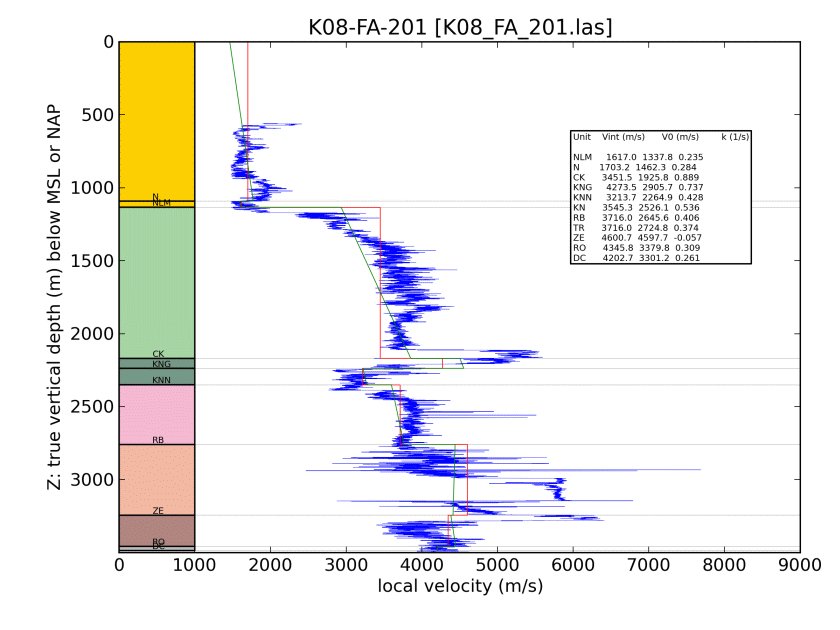 K08-FA-201 [K08_FA_201.las]
Z: true vertical depth (m) below MSL or NAP
0
500
1000
1500
2000
2500
3000
N
NLM
CK
KNG
KNN
RB
ZE
RO
DC
Unit Vint (m/s) V0 (m/s) k (1/s)
NLM 1617.0 1337.8 0.235
N 1703.2 1462.3 0.284
CK 3451.5 1925.8 0.889
KNG 4273.5 2905.7 0.737
KNN 3213.7 2264.9 0.428
KN 3545.3 2526.1 0.536
RB 3716.0 2645.6 0.406
TR 3716.0 2724.8 0.374
ZE 4600.7 4597.7 -0.057
RO 4345.8 3379.8 0.309
DC 4202.7 3301.2 0.261
0 1000 2000 3000 4000 5000 6000 7000 8000 9000
local velocity (m/s)